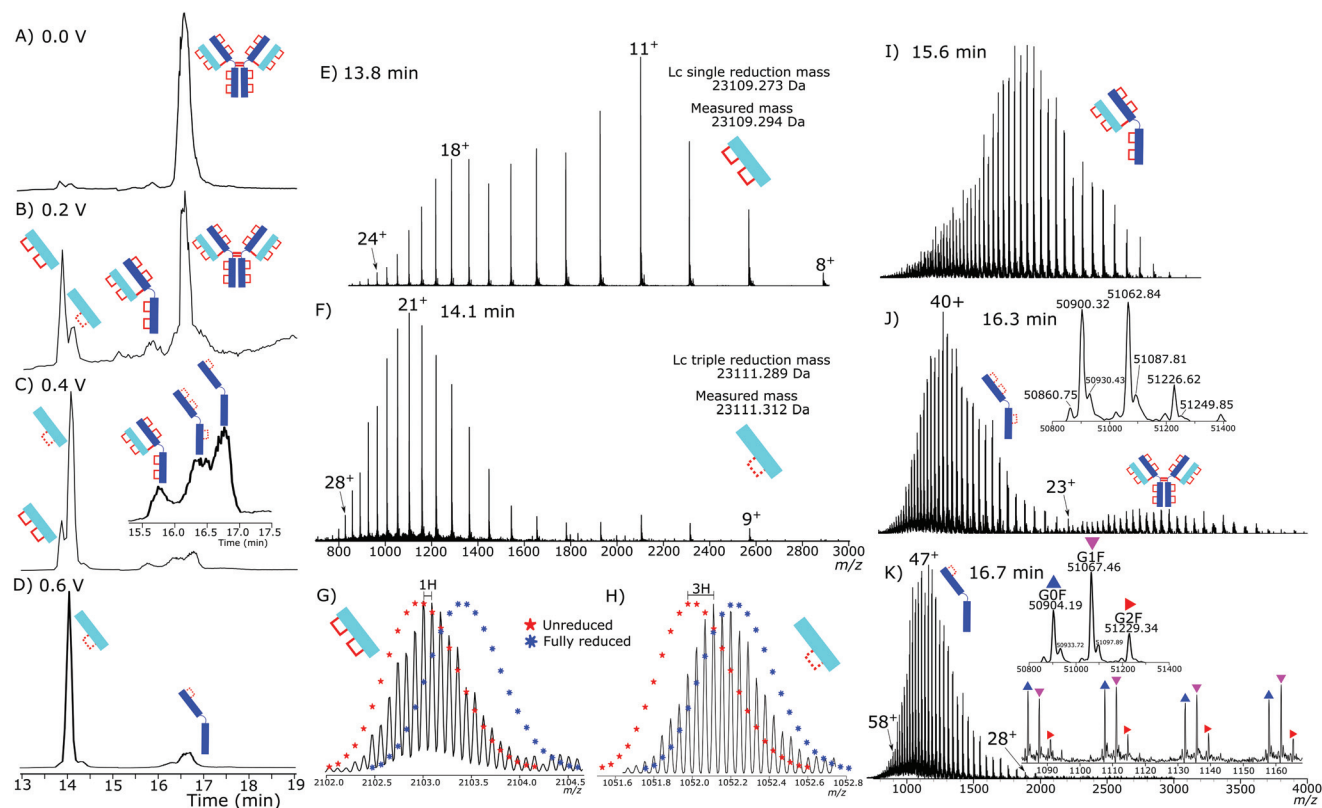 A) 0.0 V
B) 0.2 V
C) 0.4 V
15.5 16.0 16.5 17.0 17.5
Time (min)
D) 0.6 V
13 14 15 16 17 18 19
Time (min)
E) 13.8 min
11+
Lc single reduction mass
23109.273 Da
Measured mass
23109.294 Da
18+
24+
8+
F)
21+
14.1 min
Lc triple reduction mass
23111.289 Da
Measured mass
23111.312 Da
28+
9+
800 1000 1200 1400 1600 1800 2000 2200 2400 2600 2800 3000
m/z
G)
1H
Unreduced
Fully reduced
2102.0 2102.5 2103.0 2103.5 2104.0 2104.5
m/z
H)
3H
1051.6 1051.8 1052.0 1052.2 1052.4 1052.6 1052.8
m/z
I)
15.6 min
J)
40+
16.3 min
50900.32
51062.84
51087.81
50930.43
51226.62
50860.75
51249.85
50800 51000 51200 51400
23+
K)
47+
16.7 min
G1F
51067.46
G0F
50904.19
G2F
51229.34
50933.72
51097.89
50800 51000 51200 51400
58+
28+
1090 1100 1110 1120 1130 1140 1150 1160
m/z
1000 1500 2000 2500 3000 3500 4000
m/z